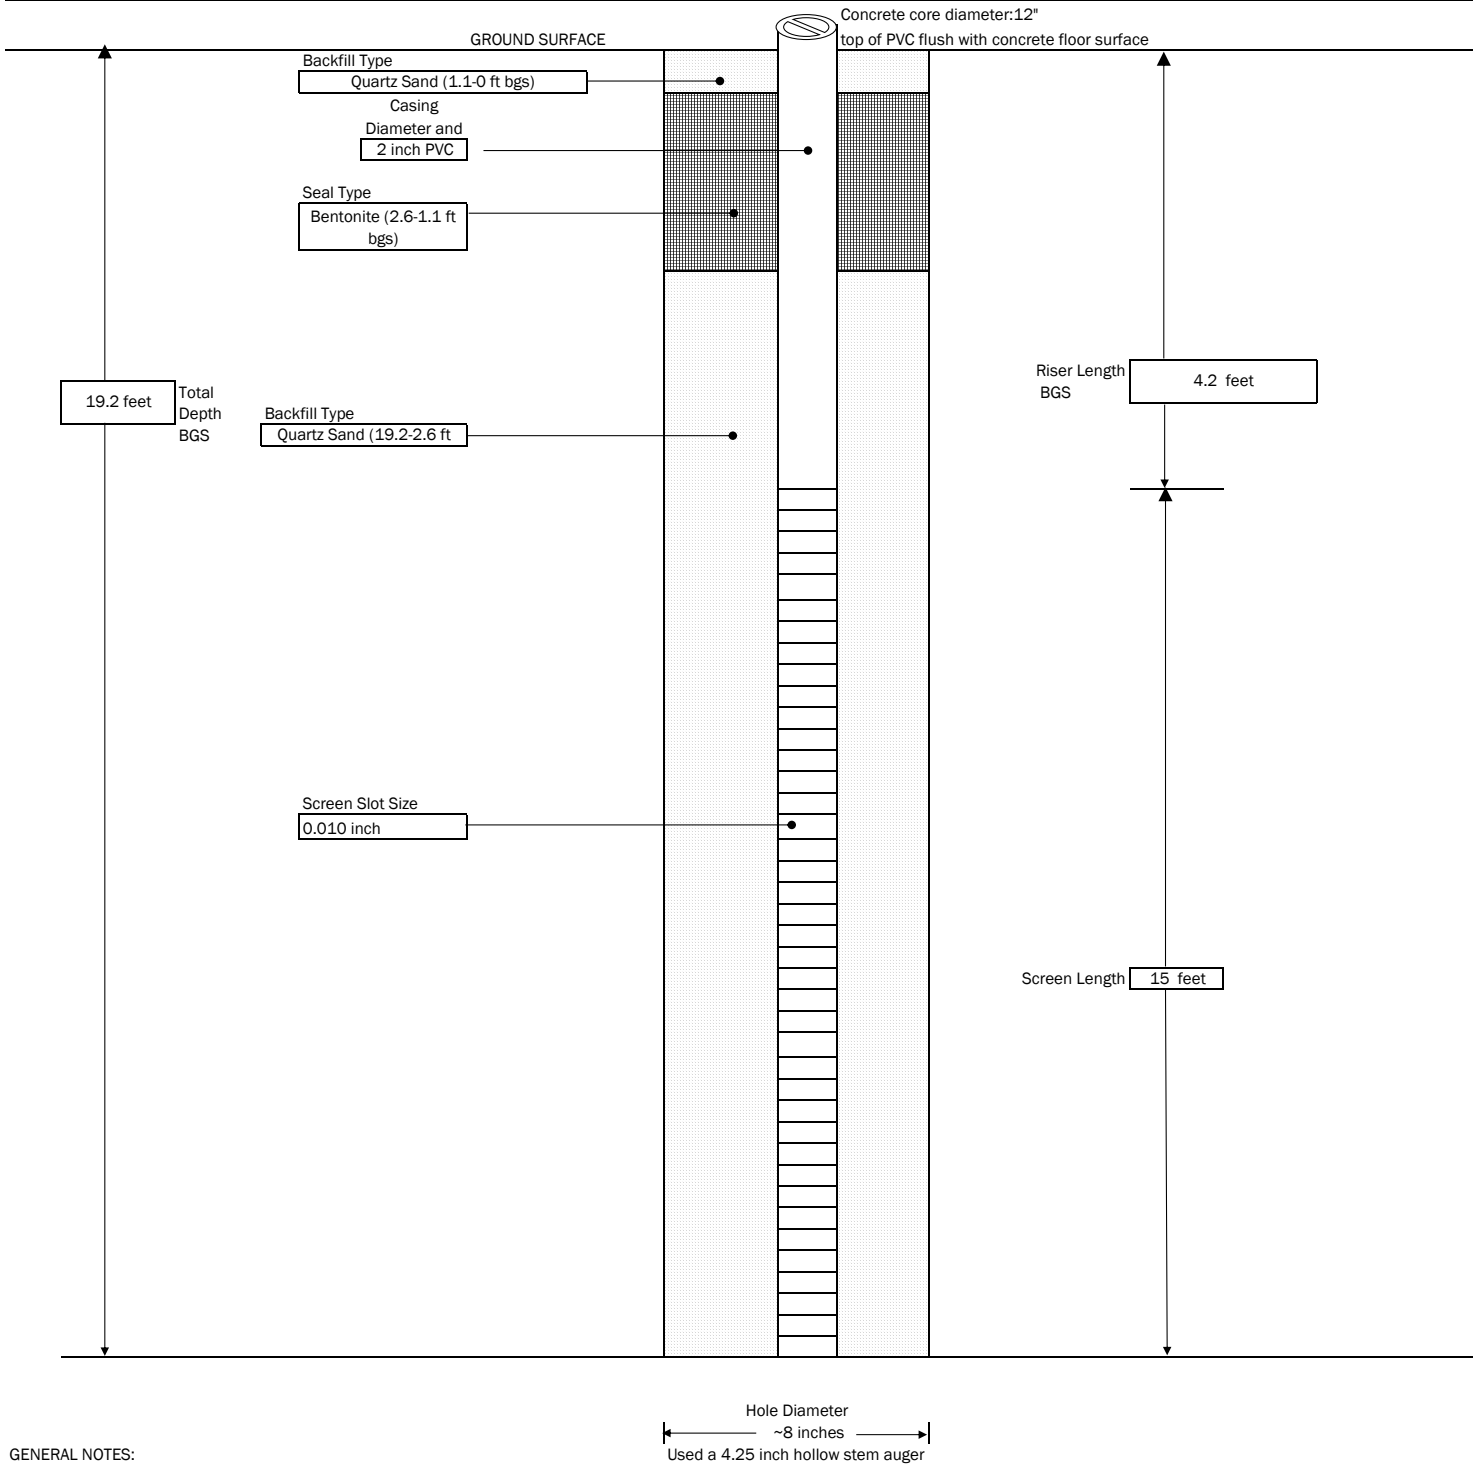 Concrete core diameter:12"
GROUND SURFACE
top of PVC flush with concrete floor surface
Backfill Type
Quartz Sand (1.1-0 ft bgs)
Casing
Diameter and
2 inch PVC
Seal Type
Bentonite (2.6-1.1 ft
bgs)
Riser Length
BGS
4.2 feet
19.2 feet
Total
Depth
BGS
Backfill Type
Quartz Sand (19.2-2.6 ft
Screen Slot Size
0.010 inch
Screen Length
15 feet
Hole Diameter
~8 inches
GENERAL NOTES:
Used a 4.25 inch hollow stem auger